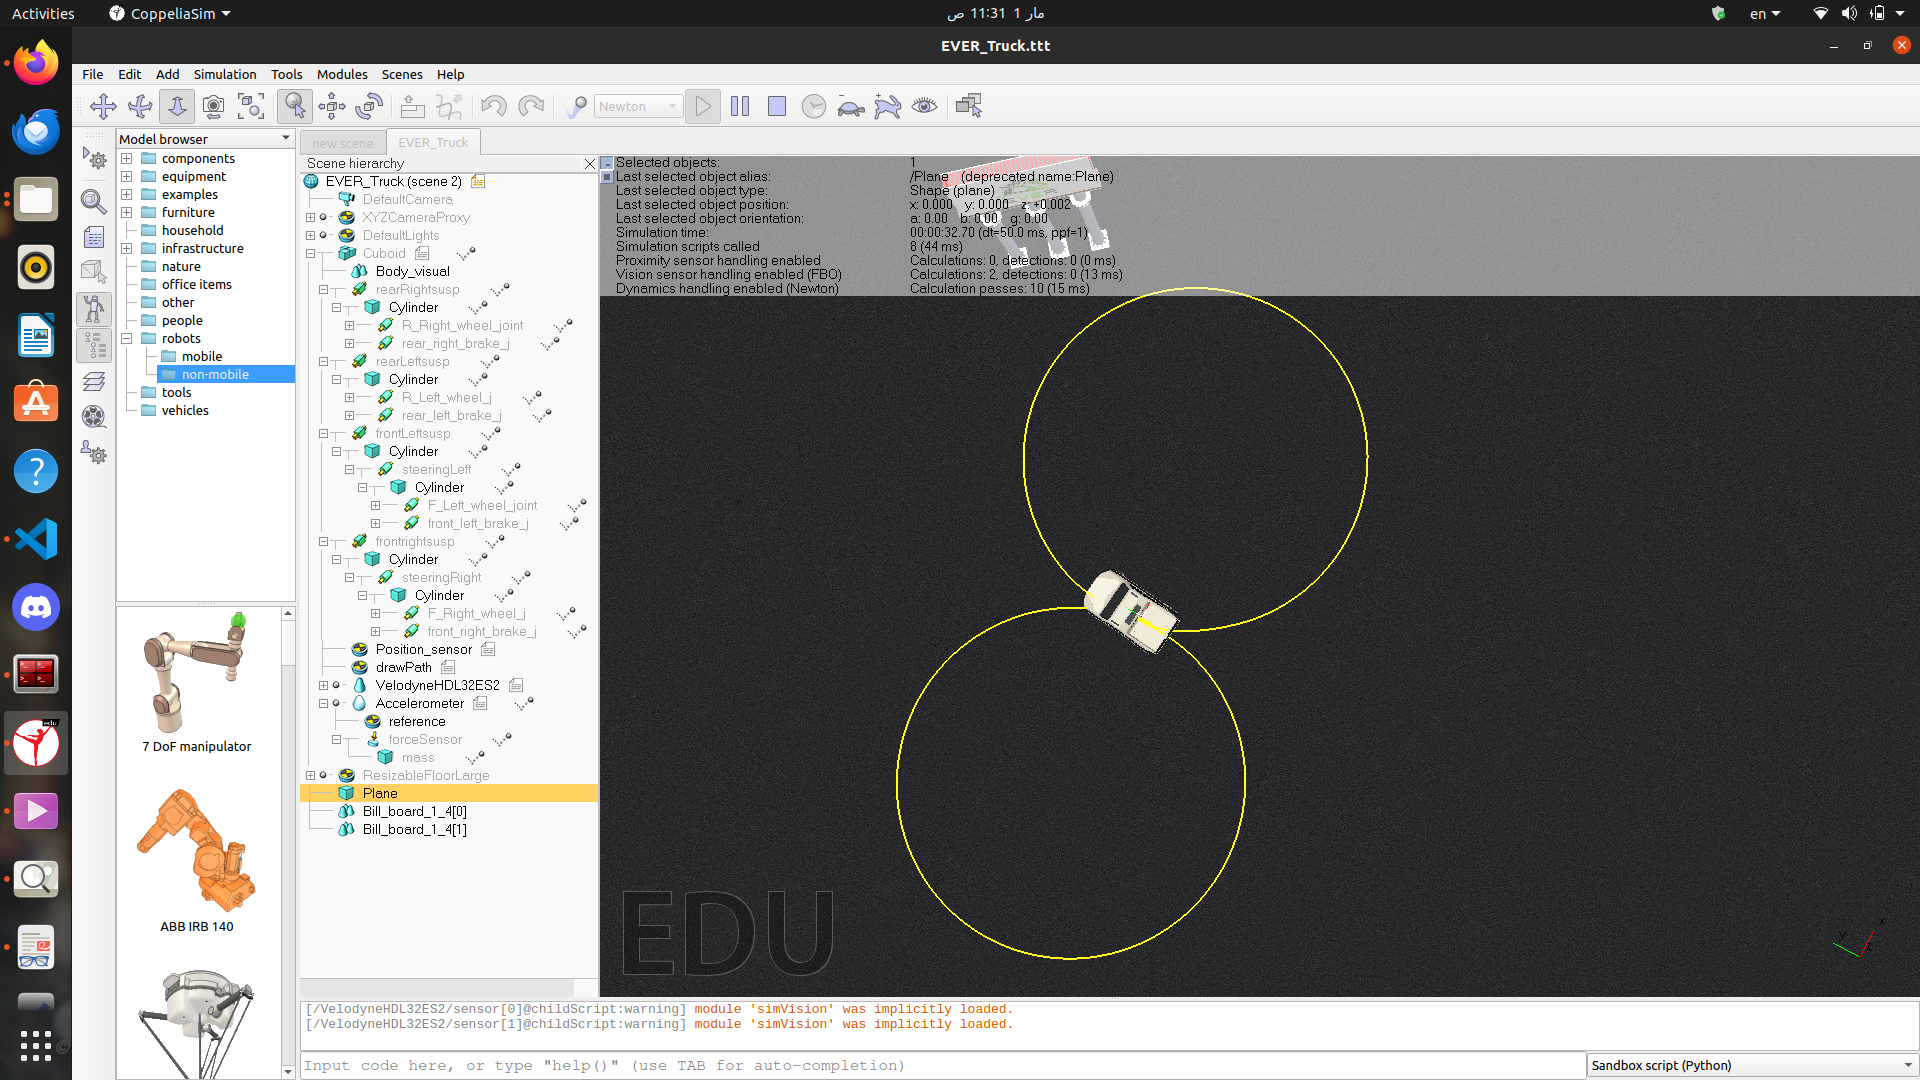 Activities
CoppeliaSim
مار 1 11:31 ص
en
EVER_Truck.ttt
File Edit Add Simulation Tools Modules Scenes Help
Newton
Model browser
components
equipment
examples
furniture
household
infrastructure
nature
office items
other
people
robots
mobile
non-mobile
tools
vehicles
7 DoF manipulator
ABB IRB 140
new scene
EVER_Truck
Scene hierarchy
EVER_Truck (scene 2)
DefaultCamera
XYZCameraProxy
DefaultLights
Cuboid
Body_visual
rearRightsusp
Cylinder
R_Right_wheel_joint
rear_right_brake_j
rearLeftsusp
Cylinder
R_Left_wheel_j
rear_left_brake_j
frontLeftsusp
Cylinder
steeringLeft
Cylinder
F_Left_wheel_joint
front_left_brake_j
frontrightsusp
Cylinder
steeringRight
Cylinder
F_Right_wheel_j
front_right_brake_j
Position_sensor
drawPath
VelodyneHDL32ES2
Accelerometer
reference
forceSensor
mass
ResizableFloorLarge
Plane
Bill_board_1_4[0]
Bill_board_1_4[1]
Selected objects: 1
Last selected object alias: /Plane (deprecated name:Plane)
Last selected object type: Shape (plane)
Last selected object position: x: 0.000 y: 0.000 z: +0.002
Last selected object orientation: a: 0.00 b: 0.00 g: 0.00
Simulation time: 00:00:32.70 (dt=50.0 ms, ppf=1)
Simulation scripts called 8 (44 ms)
Proximity sensor handling enabled Calculations: 0, detections: 0 (0 ms)
Vision sensor handling enabled (FBO) Calculations: 2, detections: 0 (13 ms)
Dynamics handling enabled (Newton) Calculation passes: 10 (15 ms)
EDU
x
y
z
[/VelodyneHDL32ES2/sensor[0]@childScript:warning] module 'simVision' was implicitly loaded.
[/VelodyneHDL32ES2/sensor[1]@childScript:warning] module 'simVision' was implicitly loaded.
Input code here, or type "help()" (use TAB for auto-completion)
Sandbox script (Python)
edu